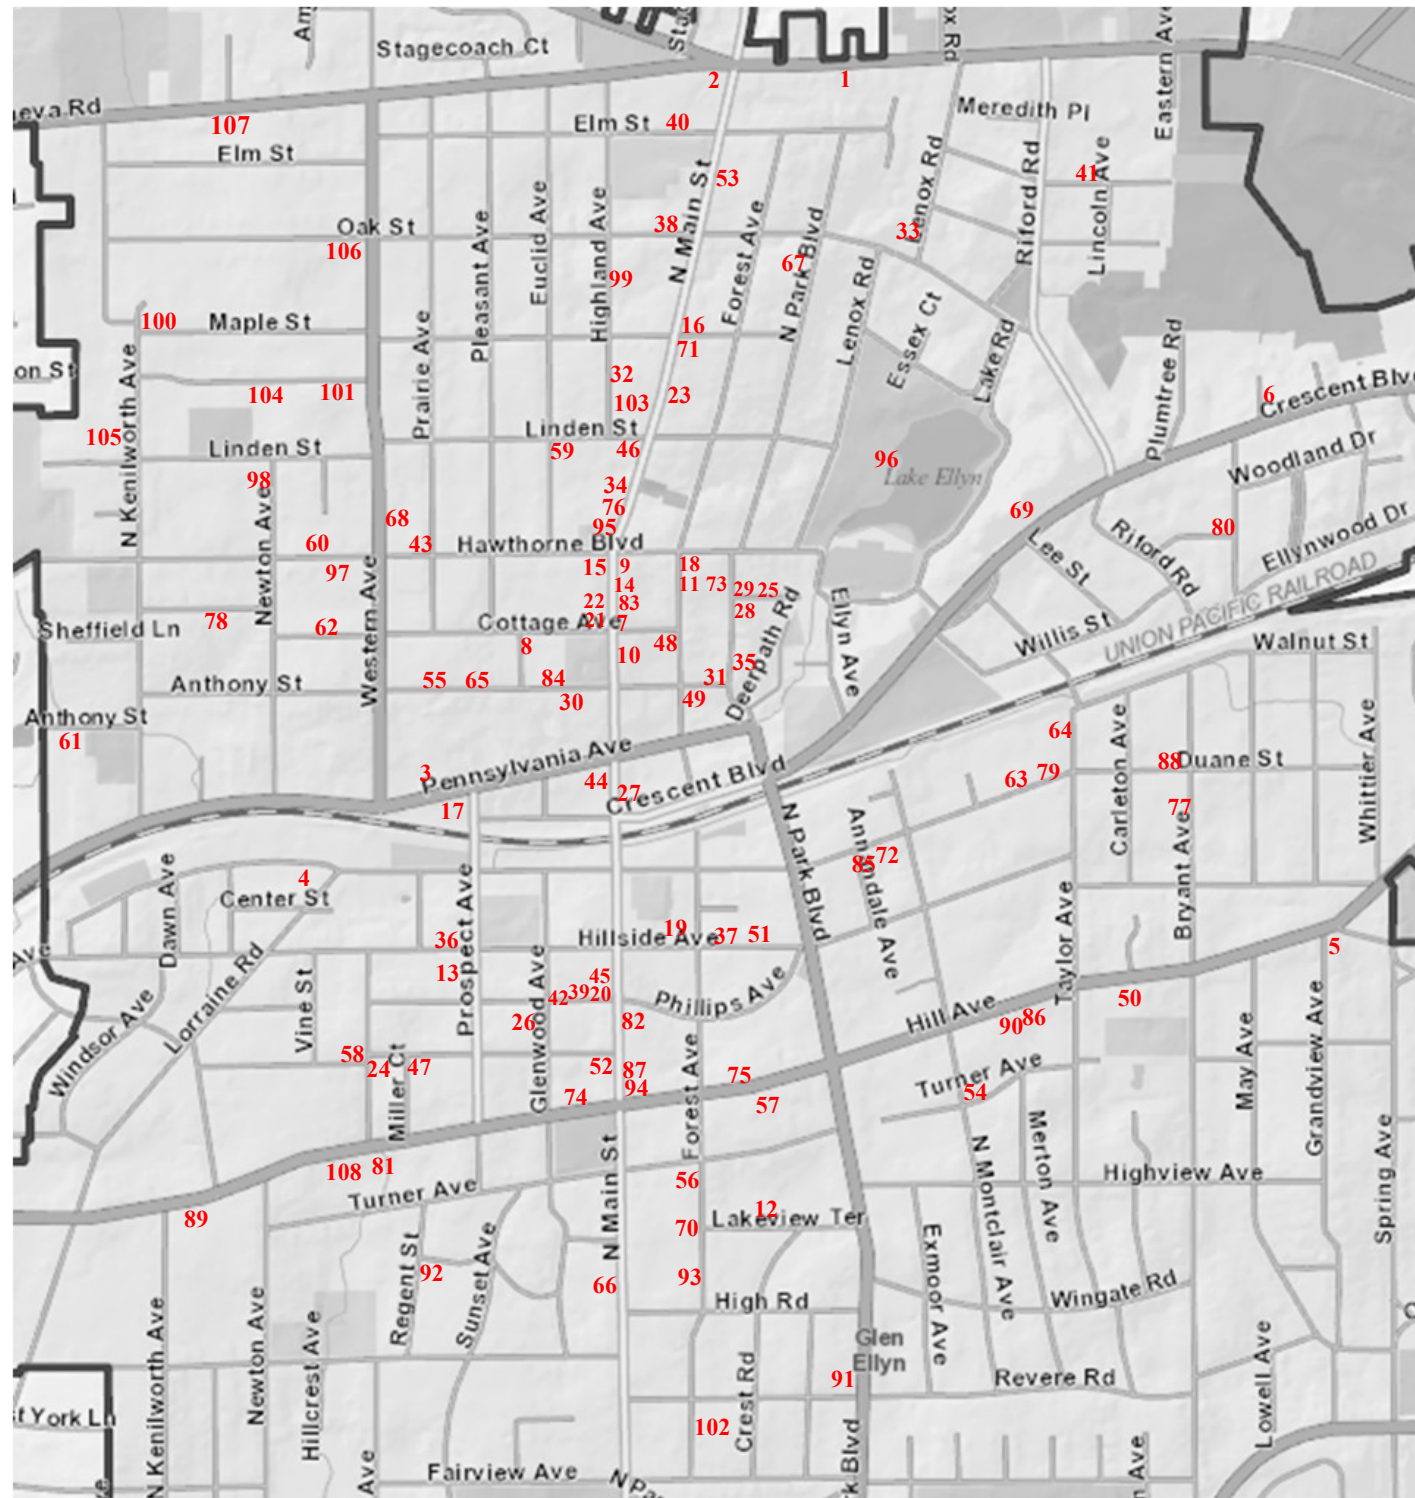 Stagecoach Ct
2
1
eva Rd
107
Elm St
40
Meredith Pl
Eastern Ave
Elm St
53
Lenox Rd
Riford Rd
41
Lincoln Ave
Oak St
106
Pleasant Ave
Euclid Ave
Highland Ave
38
N Main St
Forest Ave
N Park Blvd
33
99
67
Lenox Rd
Essex Ct
Lake Rd
100
Maple St
Prairie Ave
16
71
Plumtree Rd
on St
N Kenilworth Ave
104
101
32
103
23
6
Crescent Blv
105
Linden St
Linden St
59
46
96
Lake Ellyn
Woodland Dr
98
Newton Ave
34
76
68
95
69
60
43
Hawthorne Blvd
Lee St
Riford Rd
80
Ellynwood Dr
97
Western Ave
15
9
18
14
11
73
29
25
22
83
28
UNION PACIFIC RAILROAD
78
Sheffield Ln
62
Cottage Ave
21
7
8
48
Deerpath Rd
Ellyn Ave
Willis St
Walnut St
10
35
Anthony St
55
65
84
31
30
49
Anthony St
61
64
Carleton Ave
Whittier Ave
3
Pennsylvania Ave
44
27
Crescent Blvd
63
79
88
Duane St
17
N Park Blvd
Annandale Ave
77
Bryant Ave
85
72
4
Center St
Dawn Ave
Prospect Ave
36
Hillside Ave
19
37
51
Taylor Ave
5
Ave
Lorraine Rd
13
Glenwood Ave
45
42
39
20
Phillips Ave
Windsor Ave
Vine St
26
82
Hill Ave
90
86
50
58
24
47
52
87
Forest Ave
75
Turner Ave
May Ave
Grandview Ave
Miller Ct
74
94
57
54
108
81
N Main St
N Montclair Ave
Merton Ave
Highview Ave
Spring Ave
Turner Ave
56
89
12
70
Lakeview Ter
Exmoor Ave
Regent St
92
Sunset Ave
66
93
Wingate Rd
High Rd
N Kenilworth Ave
Newton Ave
Hillcrest Ave
Glen
Ellyn
91
Revere Rd
Lowell Ave
t York Ln
102
Crest Rd
Ave
Fairview Ave
N Pa
rk Blvd
Ave